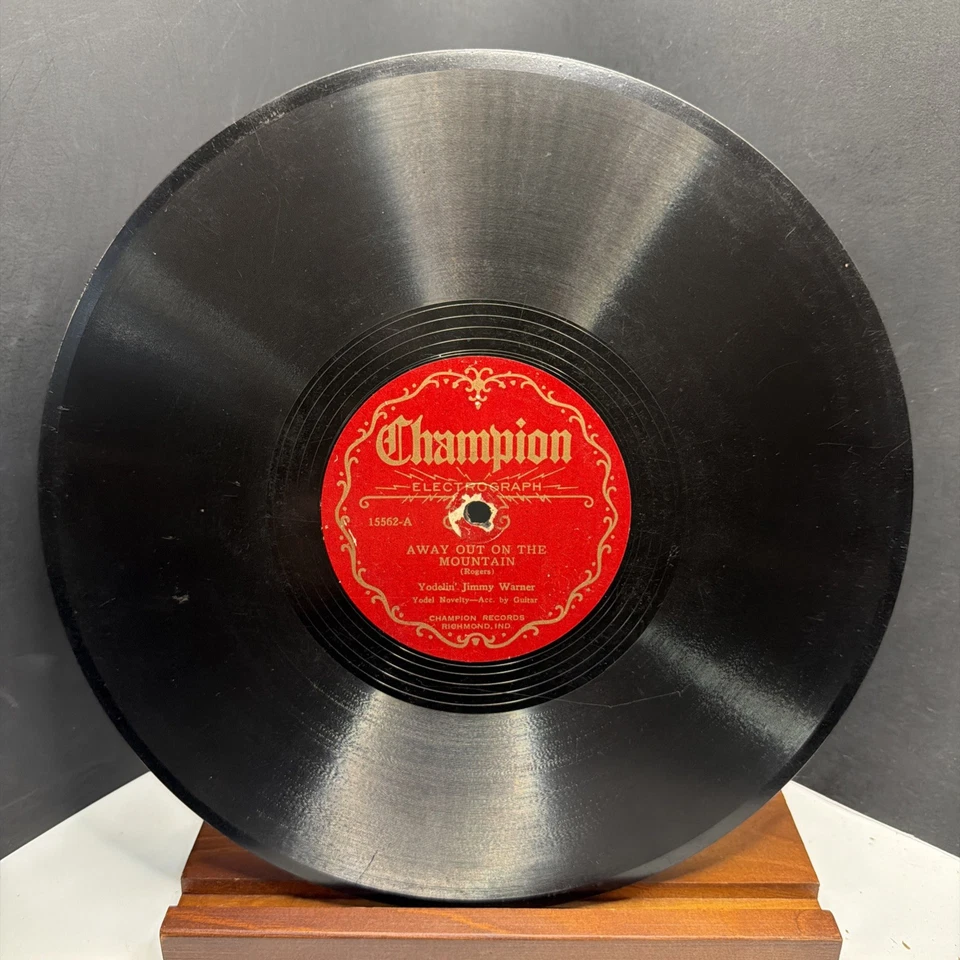 Champion
ELECTROGRAPH
15562-A
AWAY OUT ON THE
MOUNTAIN
(Rogers)
Yodelin' Jimmy Warner
Yodel Novelty—Acc. by Guitar
CHAMPION RECORDS
RICHMOND, IND.